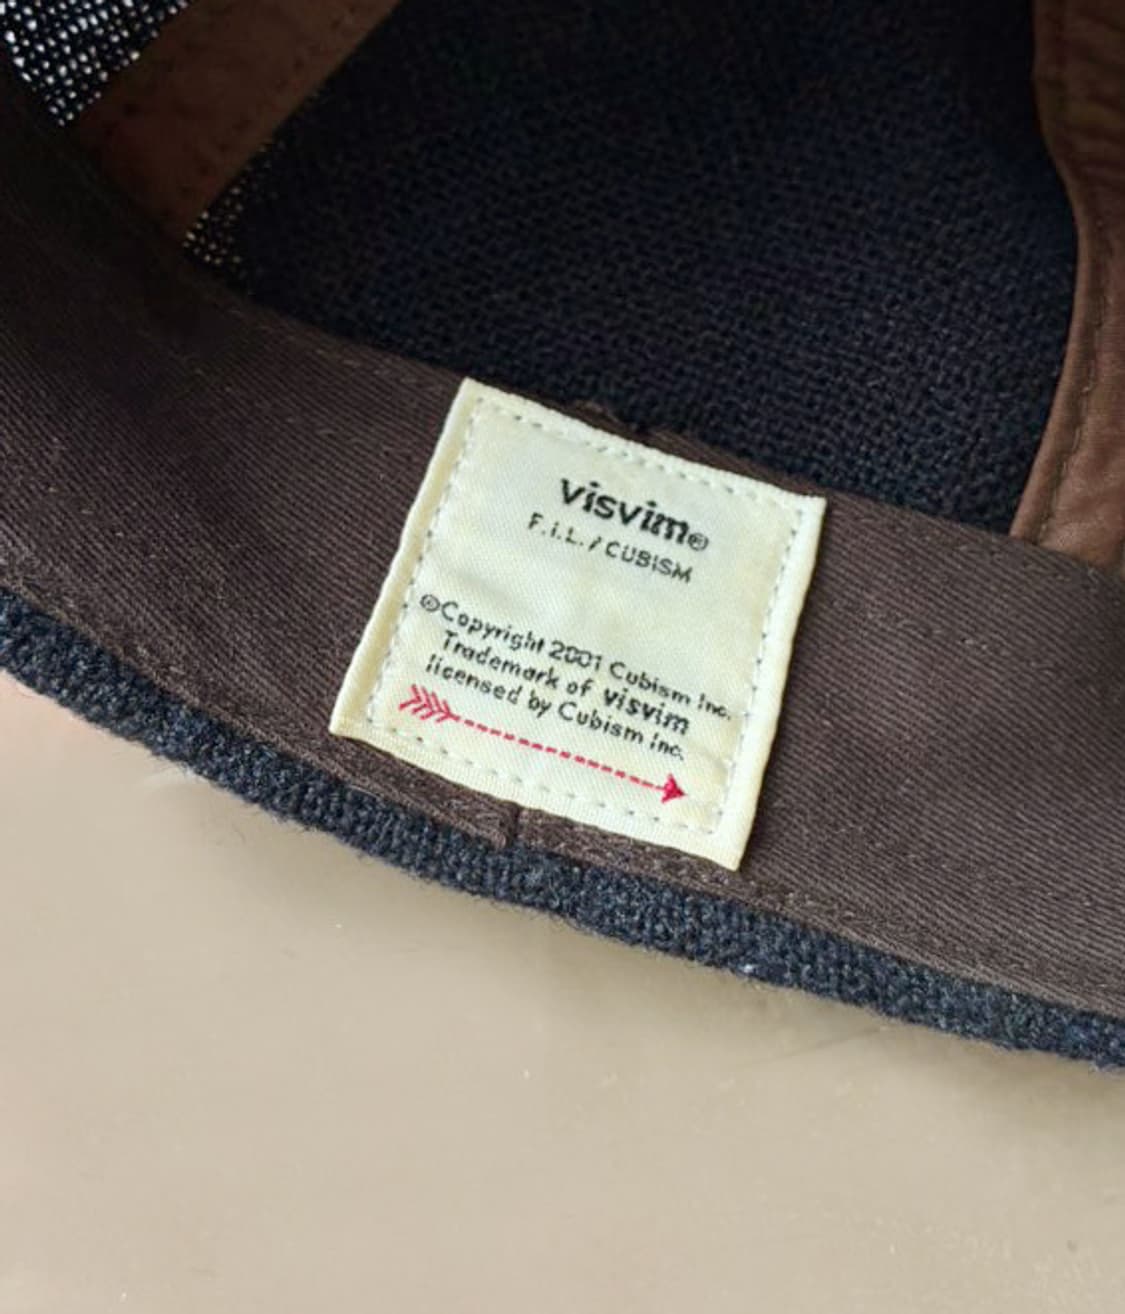 visvim®
F.I.L. / CUBISM
©Copyright 2001 Cubism Inc.
Trademark of visvim
licensed by Cubism Inc.